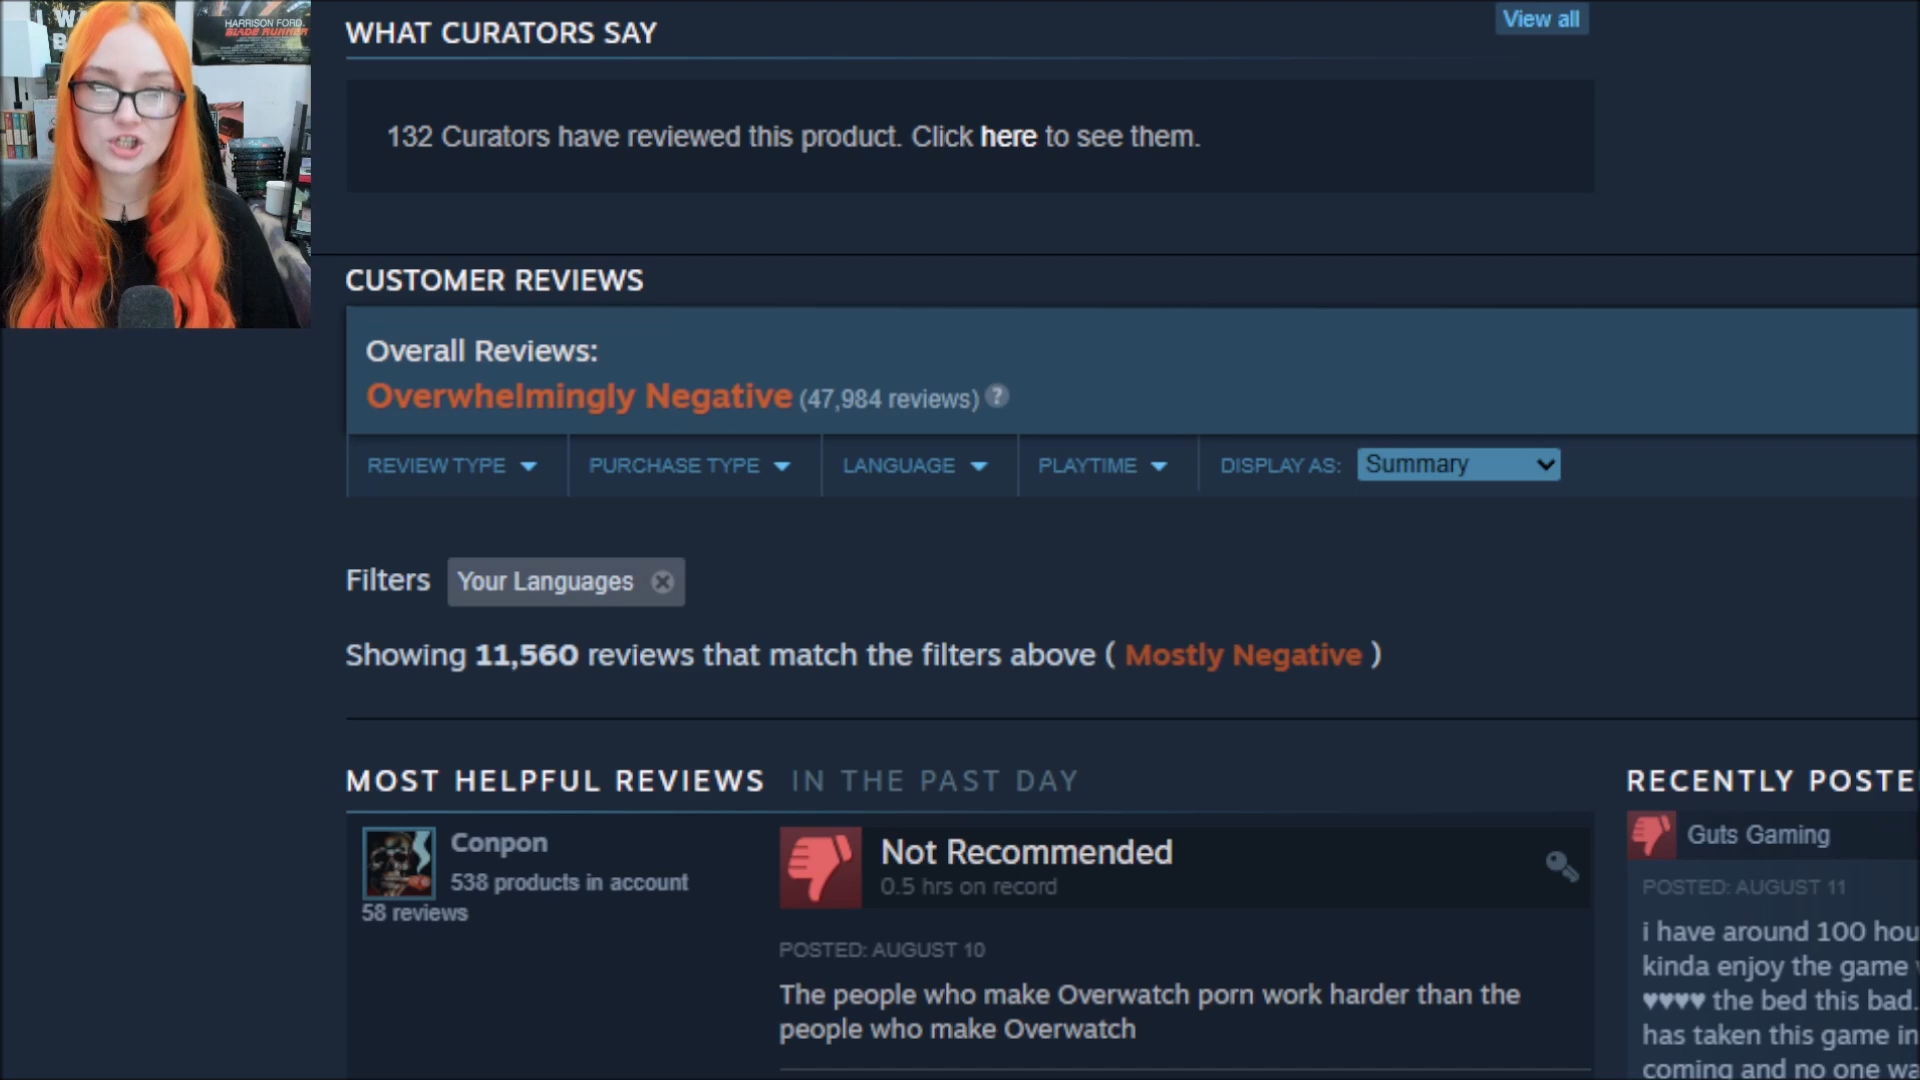 HARRISON FORD
BLADE RUNNER
WHAT CURATORS SAY
View all
132 Curators have reviewed this product. Click here to see them.
CUSTOMER REVIEWS
Overall Reviews:
Overwhelmingly Negative (47,984 reviews) ?
REVIEW TYPE
PURCHASE TYPE
LANGUAGE
PLAYTIME
DISPLAY AS:
Summary
Filters
Your Languages
Showing 11,560 reviews that match the filters above ( Mostly Negative )
MOST HELPFUL REVIEWS IN THE PAST DAY
Conpon
538 products in account
58 reviews
Not Recommended
0.5 hrs on record
POSTED: AUGUST 10
The people who make Overwatch porn work harder than the
people who make Overwatch
RECENTLY POSTE
Guts Gaming
POSTED: AUGUST 11
i have around 100 hou
kinda enjoy the game
♥♥♥♥ the bed this bad.
has taken this game in
coming and no one wa